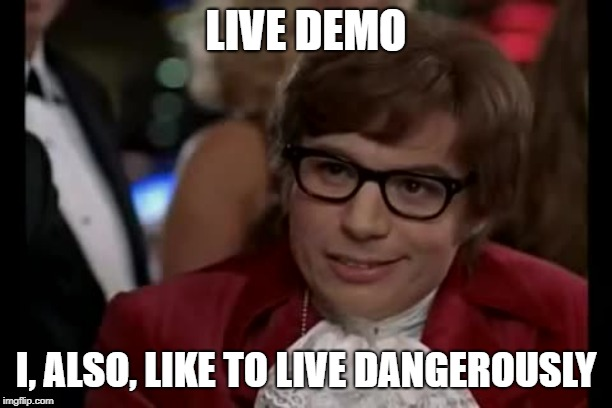 LIVE DEMO
I, ALSO, LIKE TO LIVE DANGEROUSLY
imgflip.com